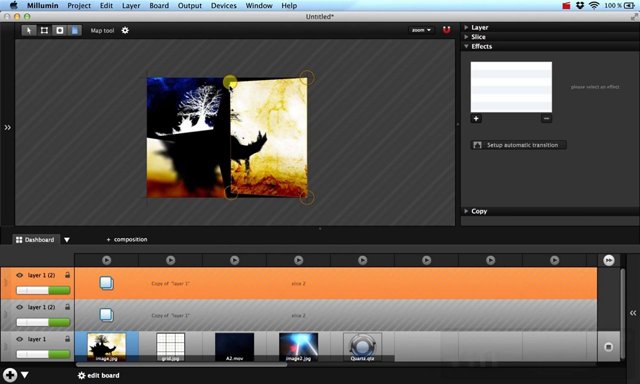 Millumin Project Edit Layer Board Output Devices Window Help 100 %
Untitled*
Map tool zoom
Layer
Slice
Effects
please select an effect
Setup automatic transition
Copy
Dashboard + composition
layer 1 (2) Copy of "layer 1" slice 2
layer 1 (2) Copy of "layer 1" slice 2
layer 1
image.jpg grid.jpg A2.mov image2.jpg Quartz.qtz
edit board